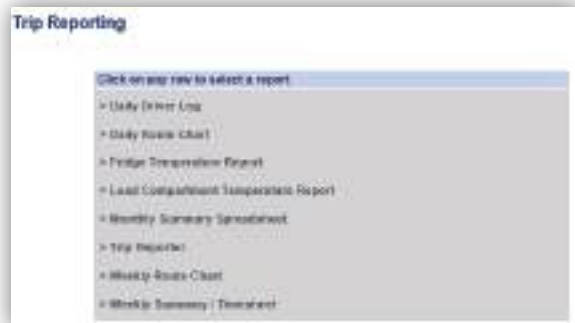 Trip Reporting
Click on any row to select a report
» Daily Driver Log
» Daily Route Chart
» Fridge Temperature Report
» Load Compartment Temperature Report
» Monthly Summary Spreadsheet
» Trip Reporter
» Weekly Route Chart
» Weekly Summary / Timesheet